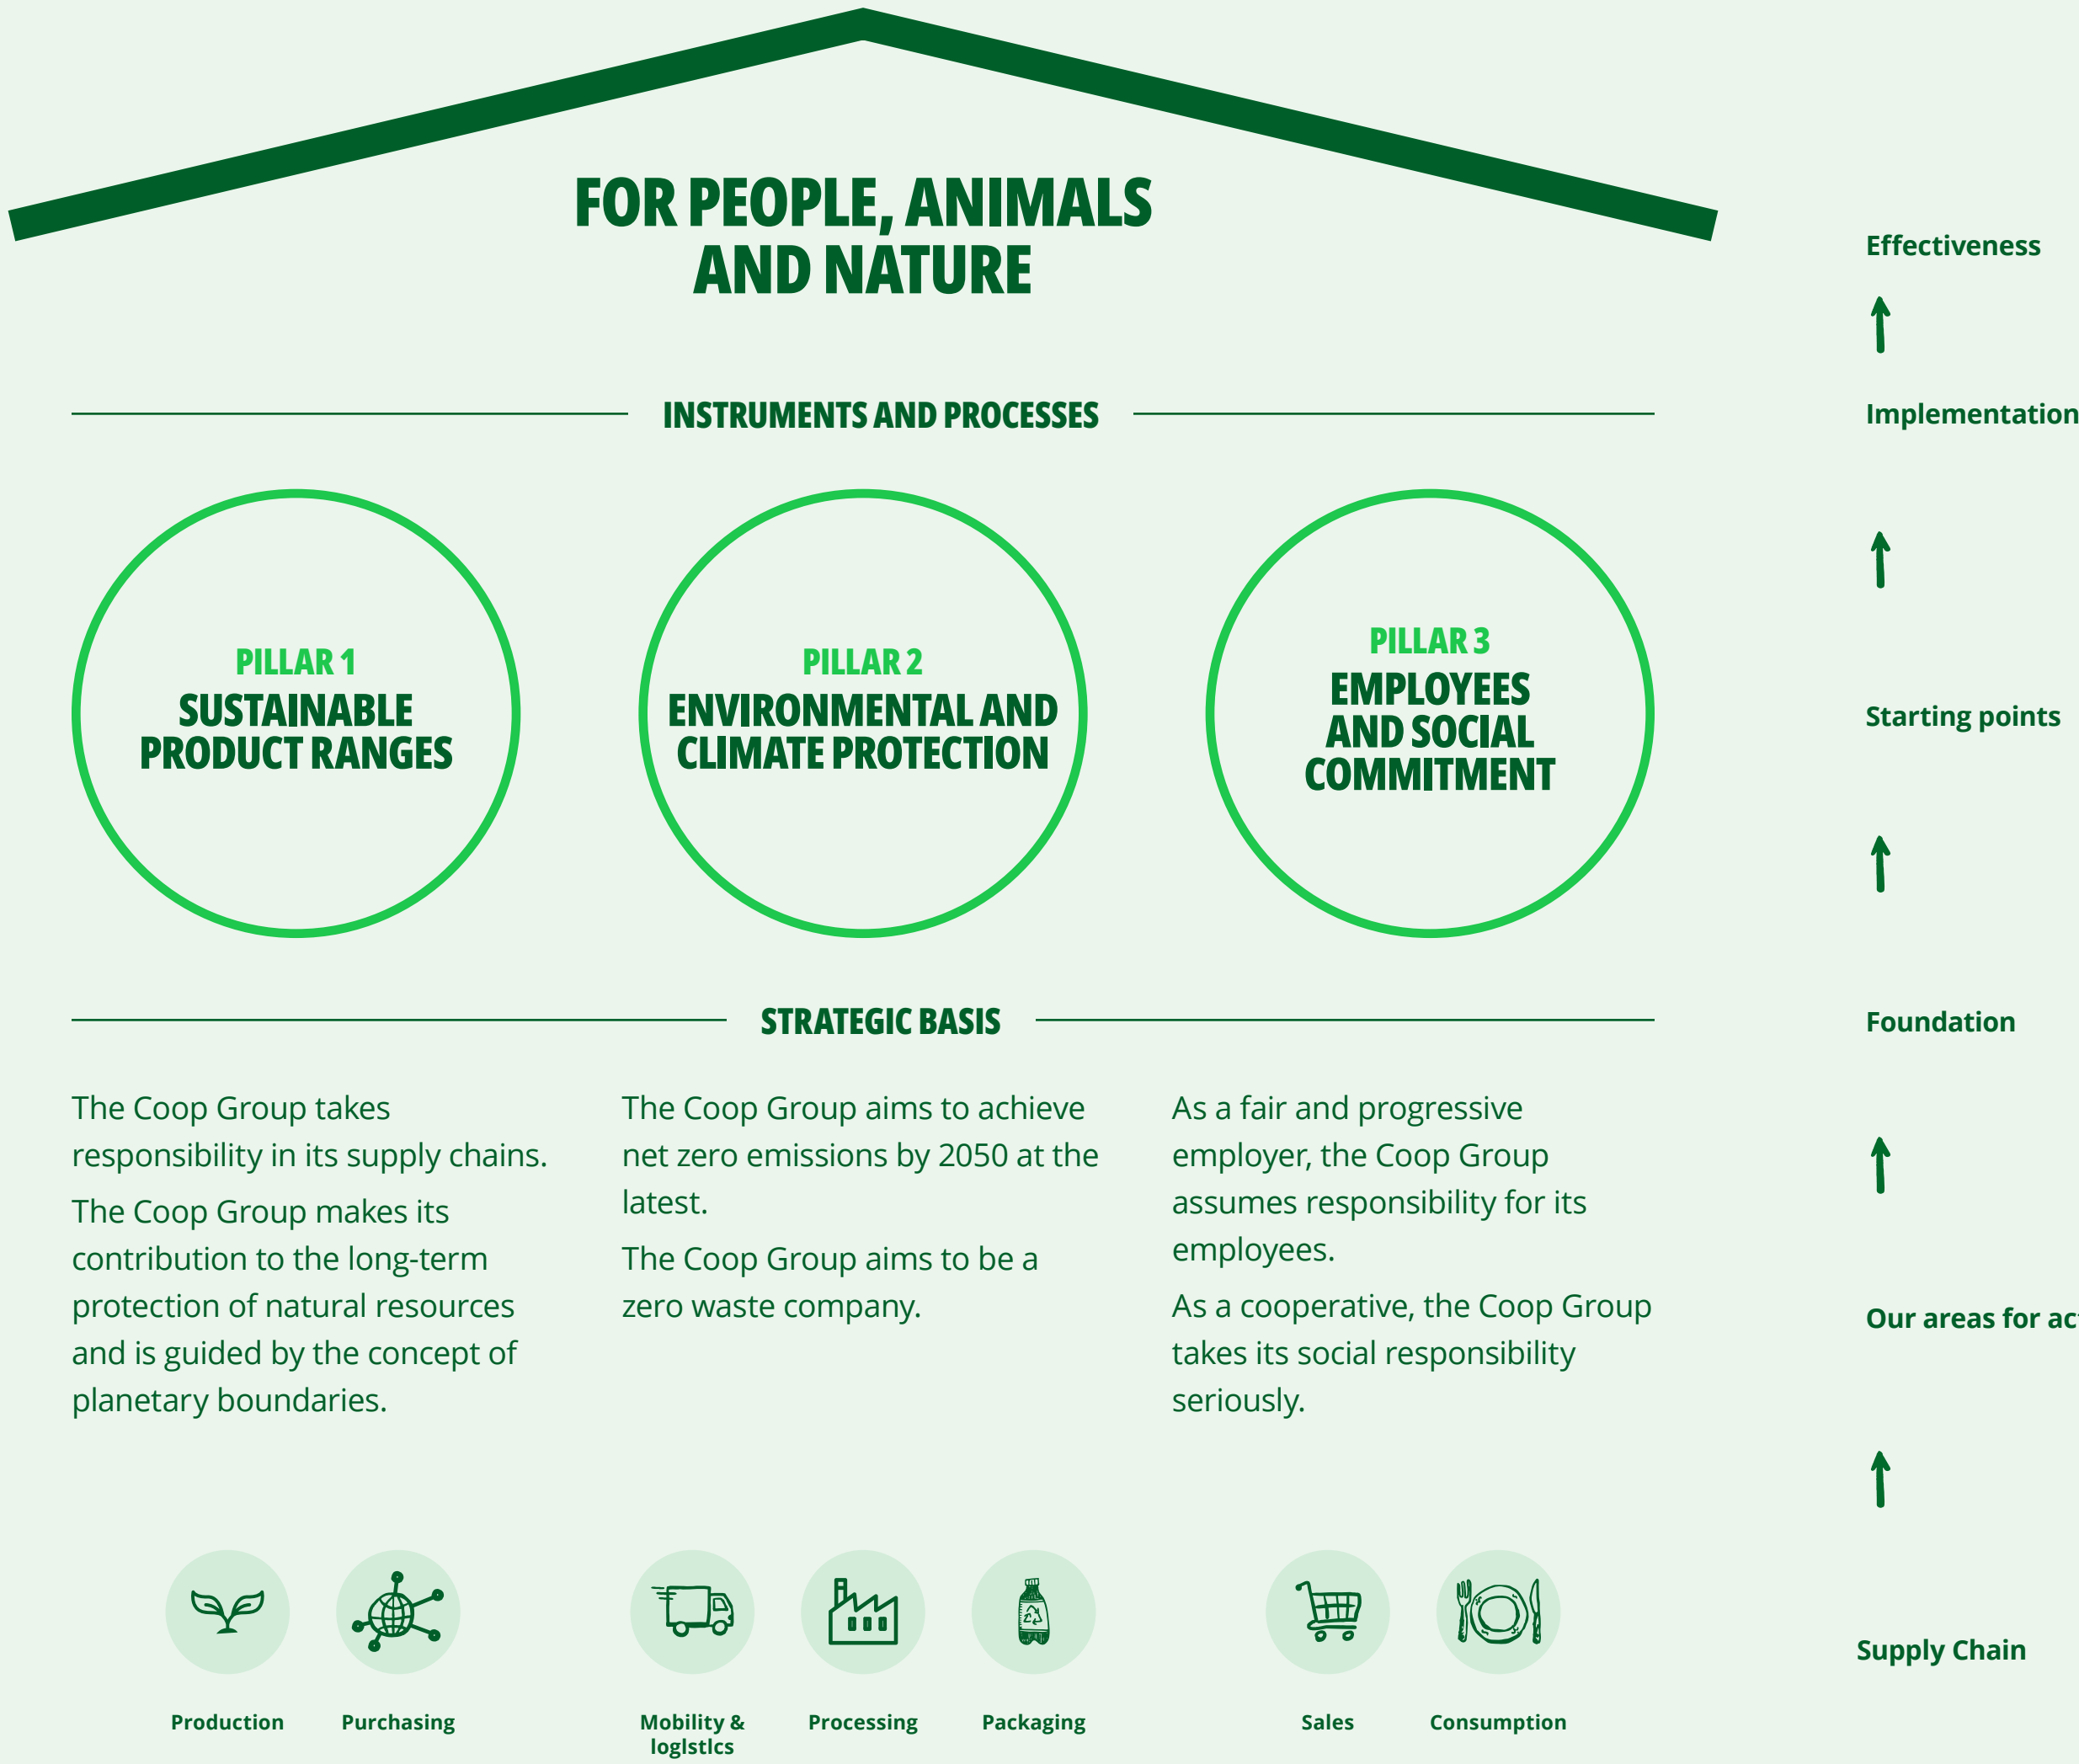 FOR PEOPLE, ANIMALS
AND NATURE
Effectiveness
INSTRUMENTS AND PROCESSES
Implementation
PILLAR 1
SUSTAINABLE
PRODUCT RANGES
PILLAR 2
ENVIRONMENTAL AND
CLIMATE PROTECTION
PILLAR 3
EMPLOYEES
AND SOCIAL
COMMITMENT
Starting points
STRATEGIC BASIS
Foundation
The Coop Group takes
responsibility in its supply chains.
The Coop Group makes its
contribution to the long-term
protection of natural resources
and is guided by the concept of
planetary boundaries.
The Coop Group aims to achieve
net zero emissions by 2050 at the
latest.
The Coop Group aims to be a
zero waste company.
As a fair and progressive
employer, the Coop Group
assumes responsibility for its
employees.
As a cooperative, the Coop Group
takes its social responsibility
seriously.
Our areas for
Supply Chain
Production
Purchasing
Mobility &
logIstIcs
Processing
Packaging
Sales
Consumption